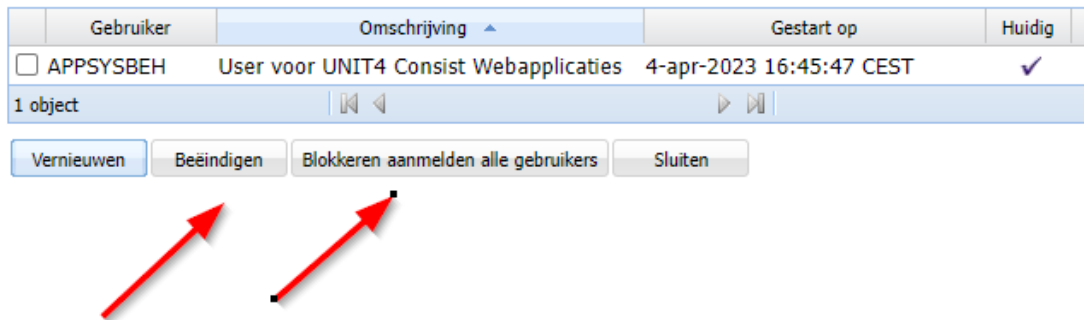 Gebruiker Omschrijving Gestart op Huidig
APPSYSBEH User voor UNIT4 Consist Webapplicaties 4-apr-2023 16:45:47 CEST
1 object
Vernieuwen Beëindigen Blokkeren aanmelden alle gebruikers Sluiten